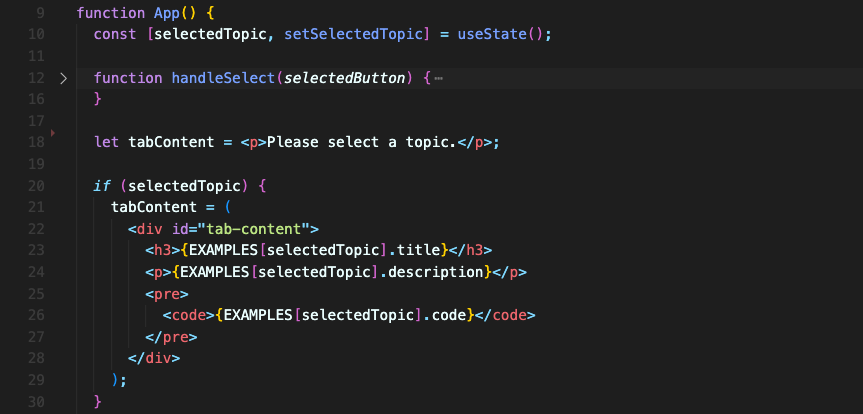 9 function App() {
10 const [selectedTopic, setSelectedTopic] = useState();
11
12 function handleSelect(selectedButton) {⋯
16 }
17
18 let tabContent = <p>Please select a topic.</p>;
19
20 if (selectedTopic) {
21 tabContent = (
22 <div id="tab-content">
23 <h3>{EXAMPLES[selectedTopic].title}</h3>
24 <p>{EXAMPLES[selectedTopic].description}</p>
25 <pre>
26 <code>{EXAMPLES[selectedTopic].code}</code>
27 </pre>
28 </div>
29 );
30 }